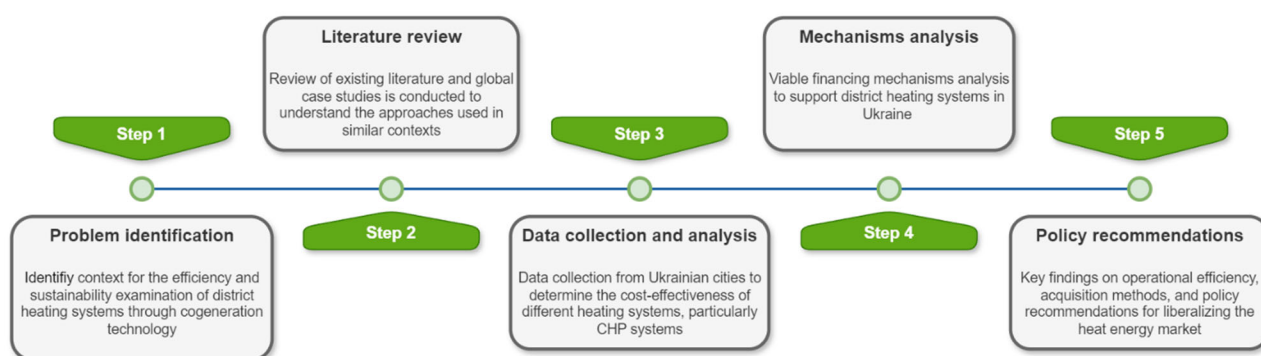 Step 1
Problem identification
Identifiy context for the efficiency and
sustainability examination of district
heating systems through cogeneration
technology
Literature review
Review of existing literature and global
case studies is conducted to
understand the approaches used in
similar contexts
Step 2
Step 3
Data collection and analysis
Data collection from Ukrainian cities to
determine the cost-effectiveness of
different heating systems, particularly
CHP systems
Mechanisms analysis
Viable financing mechanisms analysis
to support district heating systems in
Ukraine
Step 4
Step 5
Policy recommendations
Key findings on operational efficiency,
acquisition methods, and policy
recommendations for liberalizing the
heat energy market